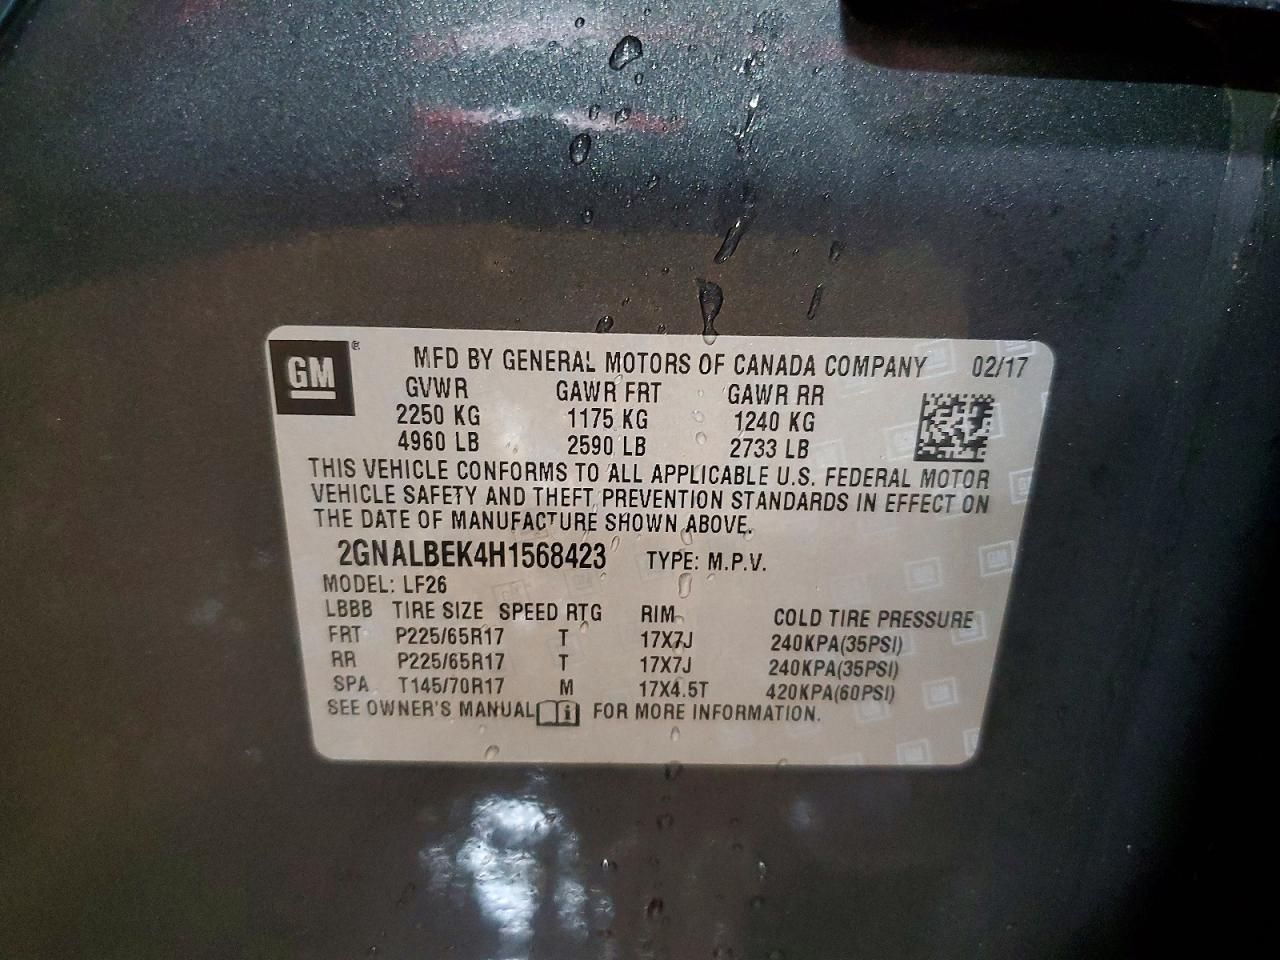 GM ® MFD BY GENERAL MOTORS OF CANADA COMPANY 02/17
GVWR GAWR FRT GAWR RR
2250 KG 1175 KG 1240 KG
4960 LB 2590 LB 2733 LB
THIS VEHICLE CONFORMS TO ALL APPLICABLE U.S. FEDERAL MOTOR
VEHICLE SAFETY AND THEFT PREVENTION STANDARDS IN EFFECT ON
THE DATE OF MANUFACTURE SHOWN ABOVE.
2GNALBEK4H1568423 TYPE: M.P.V.
MODEL: LF26
LBBB TIRE SIZE SPEED RTG RIM COLD TIRE PRESSURE
FRT P225/65R17 T 17X7J 240KPA(35PSI)
RR P225/65R17 T 17X7J 240KPA(35PSI)
SPA T145/70R17 M 17X4.5T 420KPA(60PSI)
SEE OWNER'S MANUAL FOR MORE INFORMATION.